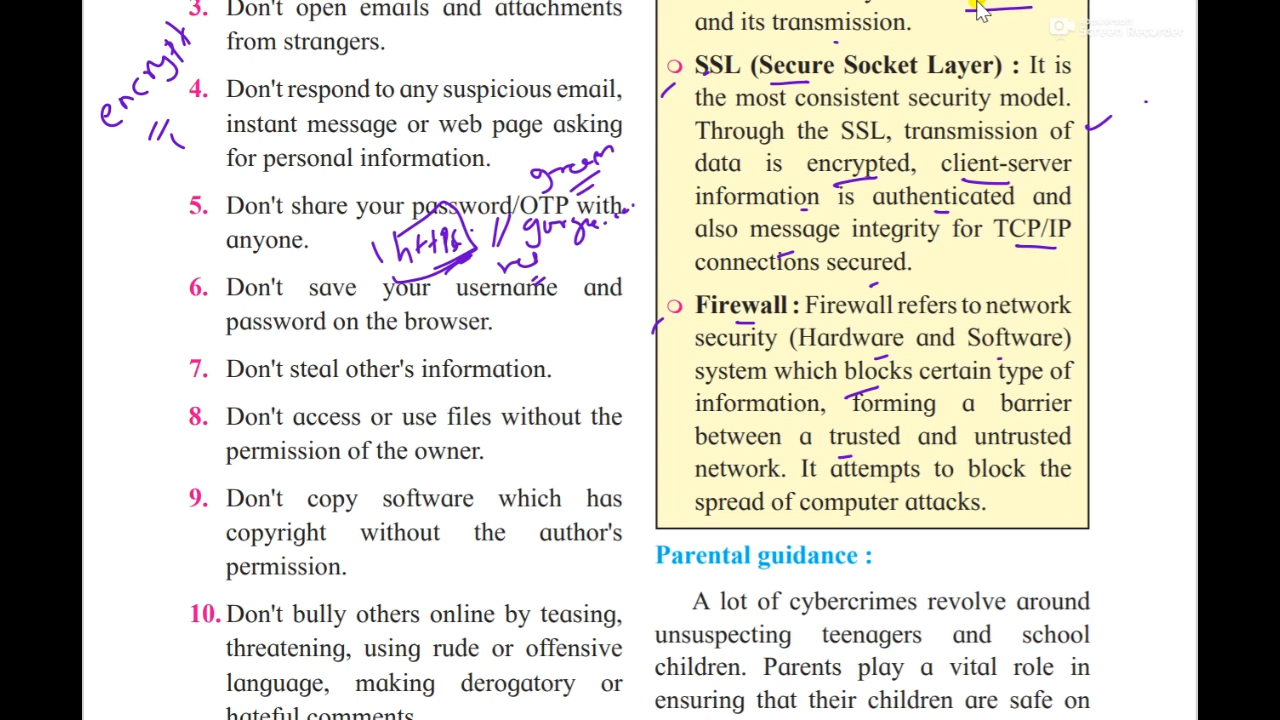 3. Don't open emails and attachments
from strangers.
4. Don't respond to any suspicious email,
instant message or web page asking
for personal information.
5. Don't share your password/OTP with
anyone.
6. Don't save your username and
password on the browser.
7. Don't steal other's information.
8. Don't access or use files without the
permission of the owner.
9. Don't copy software which has
copyright without the author's
permission.
10. Don't bully others online by teasing,
threatening, using rude or offensive
language, making derogatory or
hateful comments.
encrypt
green
https
and its transmission.
SSL (Secure Socket Layer) : It is
the most consistent security model.
Through the SSL, transmission of
data is encrypted, client-server
information is authenticated and
also message integrity for TCP/IP
connections secured.
Firewall : Firewall refers to network
security (Hardware and Software)
system which blocks certain type of
information, forming a barrier
between a trusted and untrusted
network. It attempts to block the
spread of computer attacks.
Parental guidance :
A lot of cybercrimes revolve around
unsuspecting teenagers and school
children. Parents play a vital role in
ensuring that their children are safe on
Screen Recorder